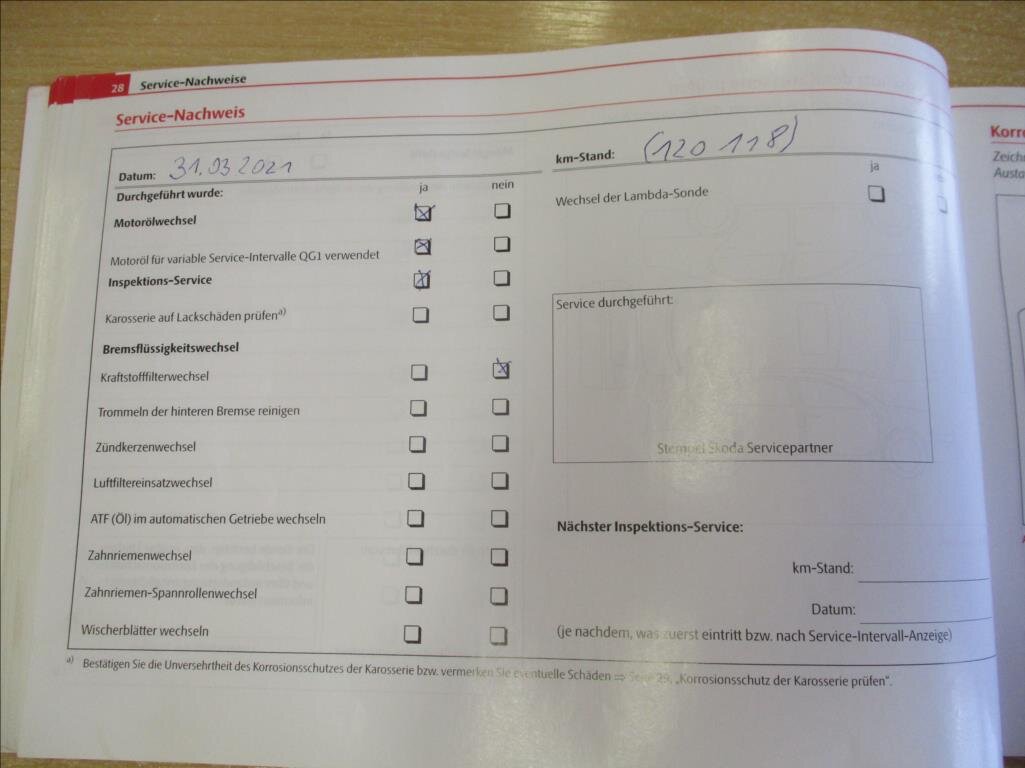 28 Service-Nachweise
Service-Nachweis
Datum: 31.03 2021
Durchgeführt wurde: ja nein
Motorölwechsel
Motoröl für variable Service-Intervalle QG1 verwendet
Inspektions-Service
Karosserie auf Lackschäden prüfen a)
Bremsflüssigkeitswechsel
Kraftstofffilterwechsel
Trommeln der hinteren Bremse reinigen
Zündkerzenwechsel
Luftfiltereinsatzwechsel
ATF (Öl) im automatischen Getriebe wechseln
Zahnriemenwechsel
Zahnriemen-Spannrollenwechsel
Wischerblätter wechseln
km-Stand: (120 118)
ja
Wechsel der Lambda-Sonde
Service durchgeführt:
Stempel Škoda Servicepartner
Nächster Inspektions-Service:
km-Stand:
Datum:
(je nachdem, was zuerst eintritt bzw. nach Service-Intervall-Anzeige)
a) Bestätigen Sie die Unversehrtheit des Korrosionsschutzes der Karosserie bzw. vermerken Sie eventuelle Schäden ⇒ Seite 29, „Korrosionsschutz der Karosserie prüfen“.
Korro
Zeichn
Austa